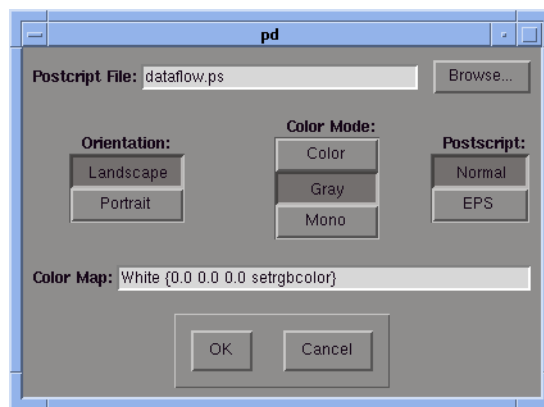 pd
Postcript File: dataflow.ps Browse...
Orientation: Color Mode: Postscript:
Landscape Color Normal
Portrait Gray EPS
Mono
Color Map: White {0.0 0.0 0.0 setrgbcolor}
OK Cancel